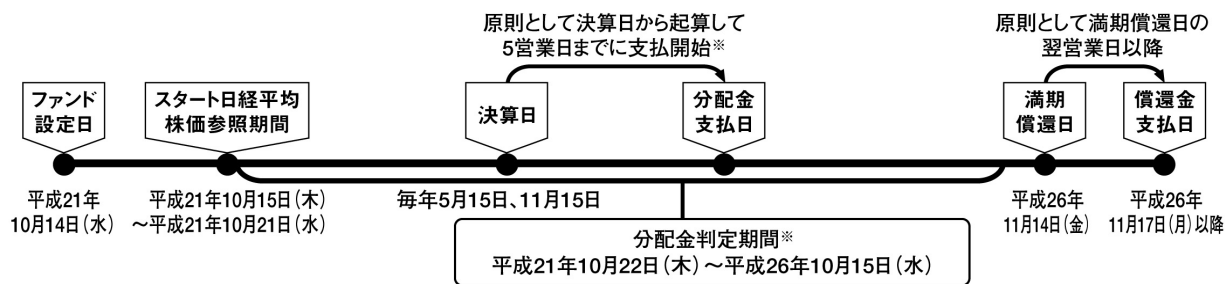 原則として決算日から起算して
5営業日までに支払開始※
原則として満期償還日の
翌営業日以降
ファンド
設定日
スタート日経平均
株価参照期間
決算日
分配金
支払日
満期
償還日
償還金
支払日
平成21年
10月14日(水)
平成21年10月15日(木)
～平成21年10月21日(水)
毎年5月15日、11月15日
平成26年
11月14日(金)
平成26年
11月17日(月)以降
分配金判定期間※
平成21年10月22日(木)～平成26年10月15日(水)